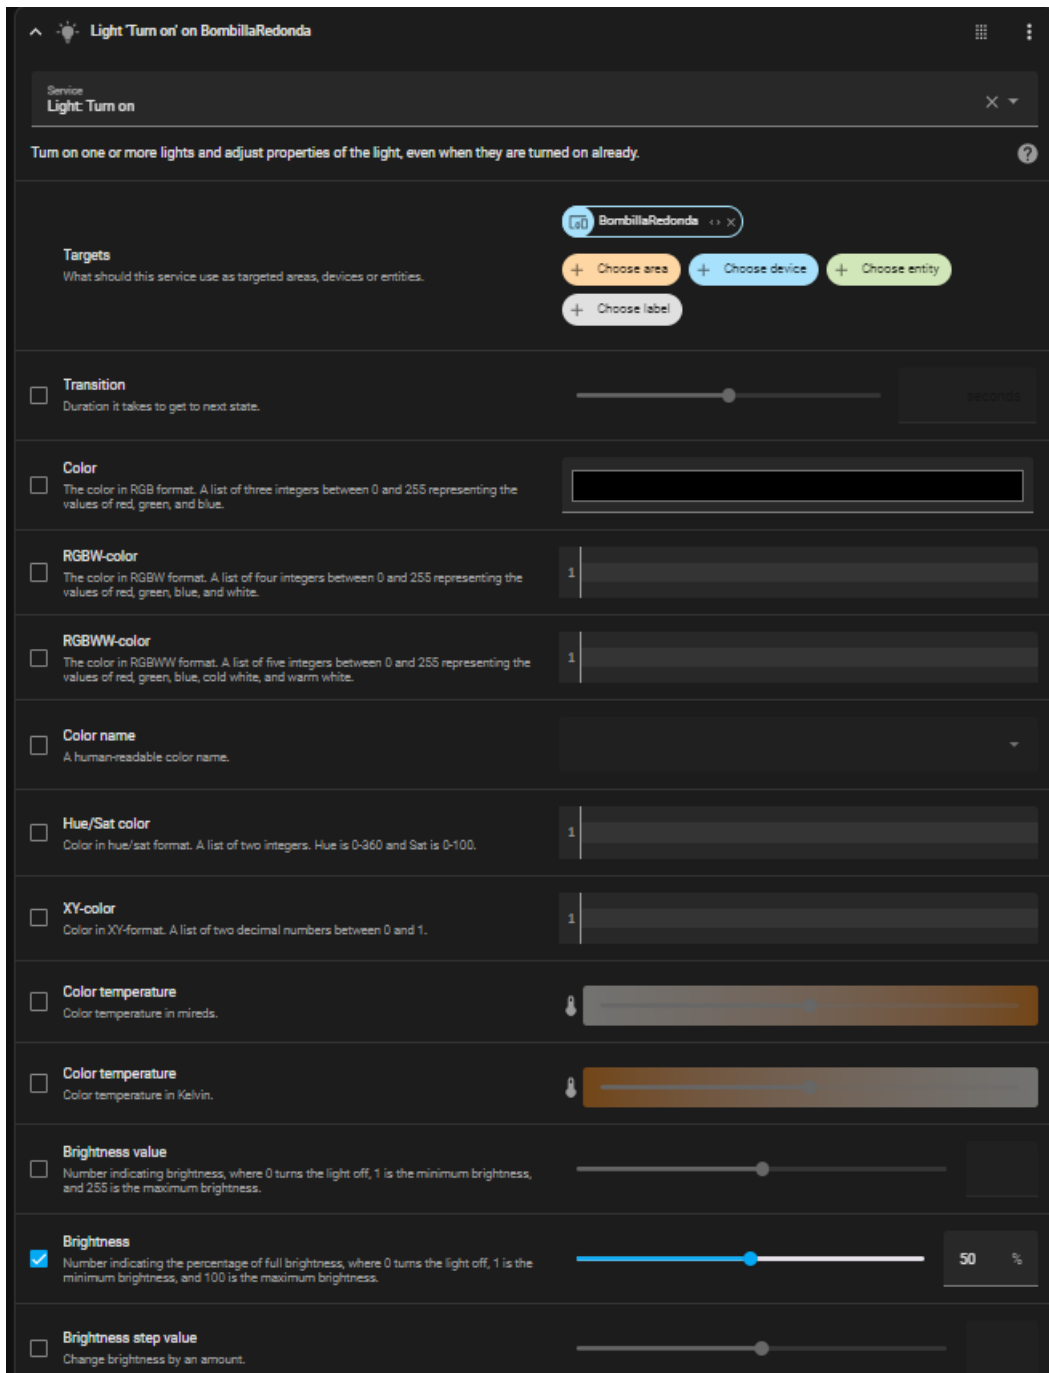 Light 'Turn on' on BombillaRedonda
Service
Light: Turn on
Turn on one or more lights and adjust properties of the light, even when they are turned on already.
BombillaRedonda
Targets
What should this service use as targeted areas, devices or entities.
Choose area
Choose device
Choose entity
Choose label
Transition
Duration it takes to get to next state.
seconds
Color
The color in RGB format. A list of three integers between 0 and 255 representing the
values of red, green, and blue.
RGBW-color
The color in RGBW format. A list of four integers between 0 and 255 representing the
values of red, green, blue, and white.
1
RGBWW-color
The color in RGBWW format. A list of five integers between 0 and 255 representing the
values of red, green, blue, cold white, and warm white.
1
Color name
A human-readable color name.
Hue/Sat color
Color in hue/sat format. A list of two integers. Hue is 0-360 and Sat is 0-100.
1
XY-color
Color in XY-format. A list of two decimal numbers between 0 and 1.
1
Color temperature
Color temperature in mireds.
Color temperature
Color temperature in Kelvin.
Brightness value
Number indicating brightness, where 0 turns the light off, 1 is the minimum brightness,
and 255 is the maximum brightness.
Brightness
Number indicating the percentage of full brightness, where 0 turns the light off, 1 is the
minimum brightness, and 100 is the maximum brightness.
50 %
Brightness step value
Change brightness by an amount.